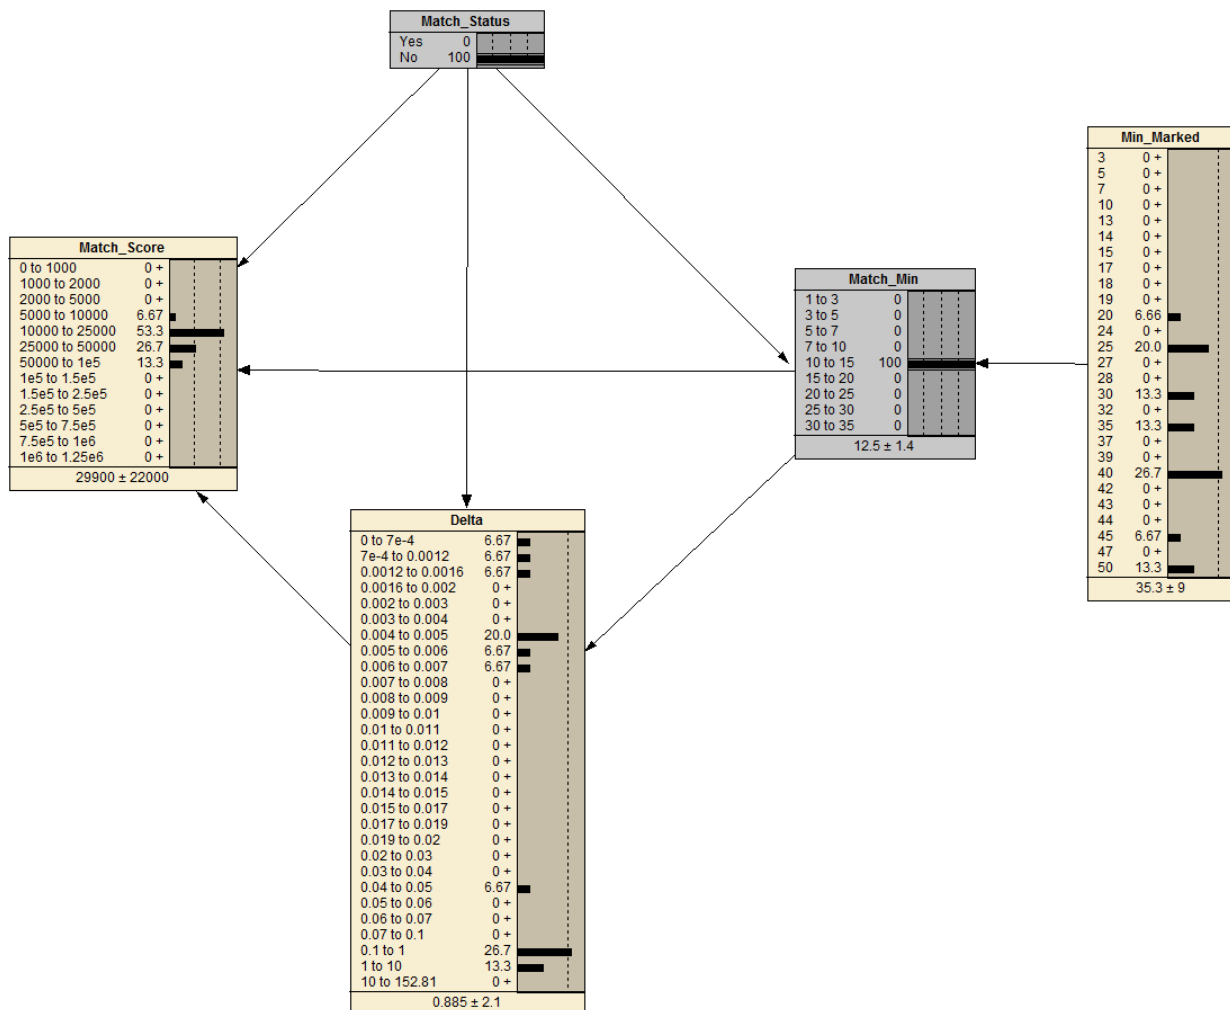 Match_Status
Yes 0
No 100
Min_Marked
3 0 +
5 0 +
7 0 +
10 0 +
13 0 +
14 0 +
15 0 +
17 0 +
18 0 +
19 0 +
20 6.66
24 0 +
25 20.0
27 0 +
28 0 +
30 13.3
32 0 +
35 13.3
37 0 +
39 0 +
40 26.7
42 0 +
43 0 +
44 0 +
45 6.67
47 0 +
50 13.3
35.3 ± 9
Match_Score
0 to 1000 0 +
1000 to 2000 0 +
2000 to 5000 0 +
5000 to 10000 6.67
10000 to 25000 53.3
25000 to 50000 26.7
50000 to 1e5 13.3
1e5 to 1.5e5 0 +
1.5e5 to 2.5e5 0 +
2.5e5 to 5e5 0 +
5e5 to 7.5e5 0 +
7.5e5 to 1e6 0 +
1e6 to 1.25e6 0 +
29900 ± 22000
Match_Min
1 to 3 0
3 to 5 0
5 to 7 0
7 to 10 0
10 to 15 100
15 to 20 0
20 to 25 0
25 to 30 0
30 to 35 0
12.5 ± 1.4
Delta
0 to 7e-4 6.67
7e-4 to 0.0012 6.67
0.0012 to 0.0016 6.67
0.0016 to 0.002 0 +
0.002 to 0.003 0 +
0.003 to 0.004 0 +
0.004 to 0.005 20.0
0.005 to 0.006 6.67
0.006 to 0.007 6.67
0.007 to 0.008 0 +
0.008 to 0.009 0 +
0.009 to 0.01 0 +
0.01 to 0.011 0 +
0.011 to 0.012 0 +
0.012 to 0.013 0 +
0.013 to 0.014 0 +
0.014 to 0.015 0 +
0.015 to 0.017 0 +
0.017 to 0.019 0 +
0.019 to 0.02 0 +
0.02 to 0.03 0 +
0.03 to 0.04 0 +
0.04 to 0.05 6.67
0.05 to 0.06 0 +
0.06 to 0.07 0 +
0.07 to 0.1 0 +
0.1 to 1 26.7
1 to 10 13.3
10 to 152.81 0 +
0.885 ± 2.1